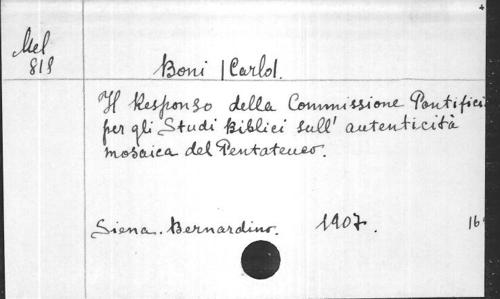 Mel
818
Boni |Carlo|.
Il Responso della Commissione Pontificia
per gli Studi Biblici sull' autenticità
mosaica del Pentateuco.
Siena. Bernardino. 1907. 16